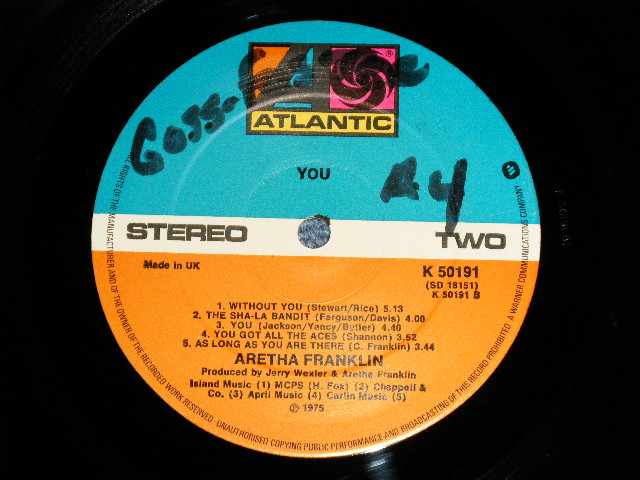 ATLANTIC
®
YOU
A4
STEREO TWO
Made in UK
K 50191
(SD 18151)
K 50191 B
1. WITHOUT YOU (Stewart/Rice) 5.13
2. THE SHA-LA BANDIT (Ferguson/Davis) 4.00
3. YOU (Jackson/Yancy/Butler) 4.40
4. YOU GOT ALL THE ACES (Shannon) 3.52
5. AS LONG AS YOU ARE THERE (C. Franklin) 3.44
ARETHA FRANKLIN
Produced by Jerry Wexler & Aretha Franklin
Island Music (1) MCPS (H. Fox) (2) Chappell &
Co. (3) April Music (4) Carlin Music (5)
℗ 1975
ALL RIGHTS OF THE MANUFACTURER AND OF THE OWNER OF THE RECORDED WORK RESERVED · UNAUTHORISED COPYING PUBLIC PERFORMANCE AND BROADCASTING OF THIS RECORD PROHIBITED · A WARNER COMMUNICATIONS COMPANY ·